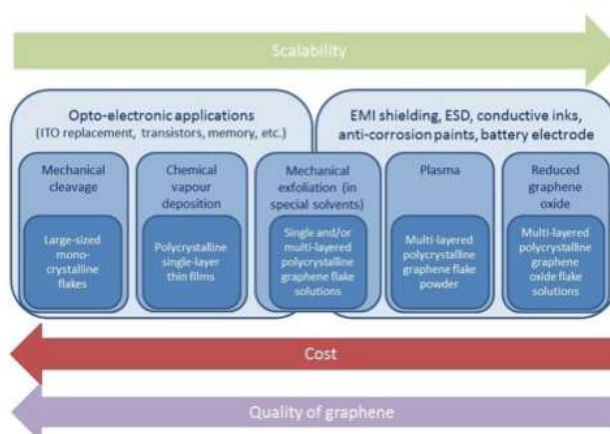 Scalability
Opto-electronic applications
(ITO replacement, transistors, memory, etc.)
EMI shielding, ESD, conductive inks,
anti-corrosion paints, battery electrode
Mechanical
cleavage
Large-sized
mono-
crystalline
flakes
Chemical
vapour
deposition
Polycrystalline
single-layer
thin films
Mechanical
exfoliation (in
special solvents)
Single and/or
multi-layered
polycrystalline
graphene flake
solutions
Plasma
Multi-layered
polycrystalline
graphene flake
powder
Reduced
graphene
oxide
Multi-layered
polycrystalline
graphene
oxide flake
solutions
Cost
Quality of graphene